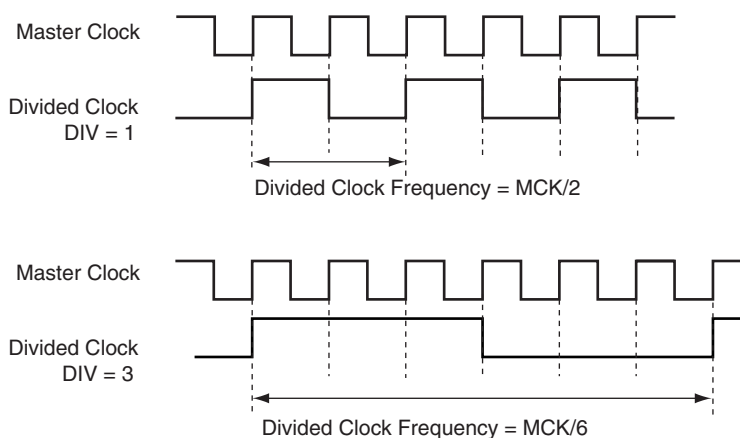 Master Clock
Divided Clock
DIV = 1
Divided Clock Frequency = MCK/2
Master Clock
Divided Clock
DIV = 3
Divided Clock Frequency = MCK/6